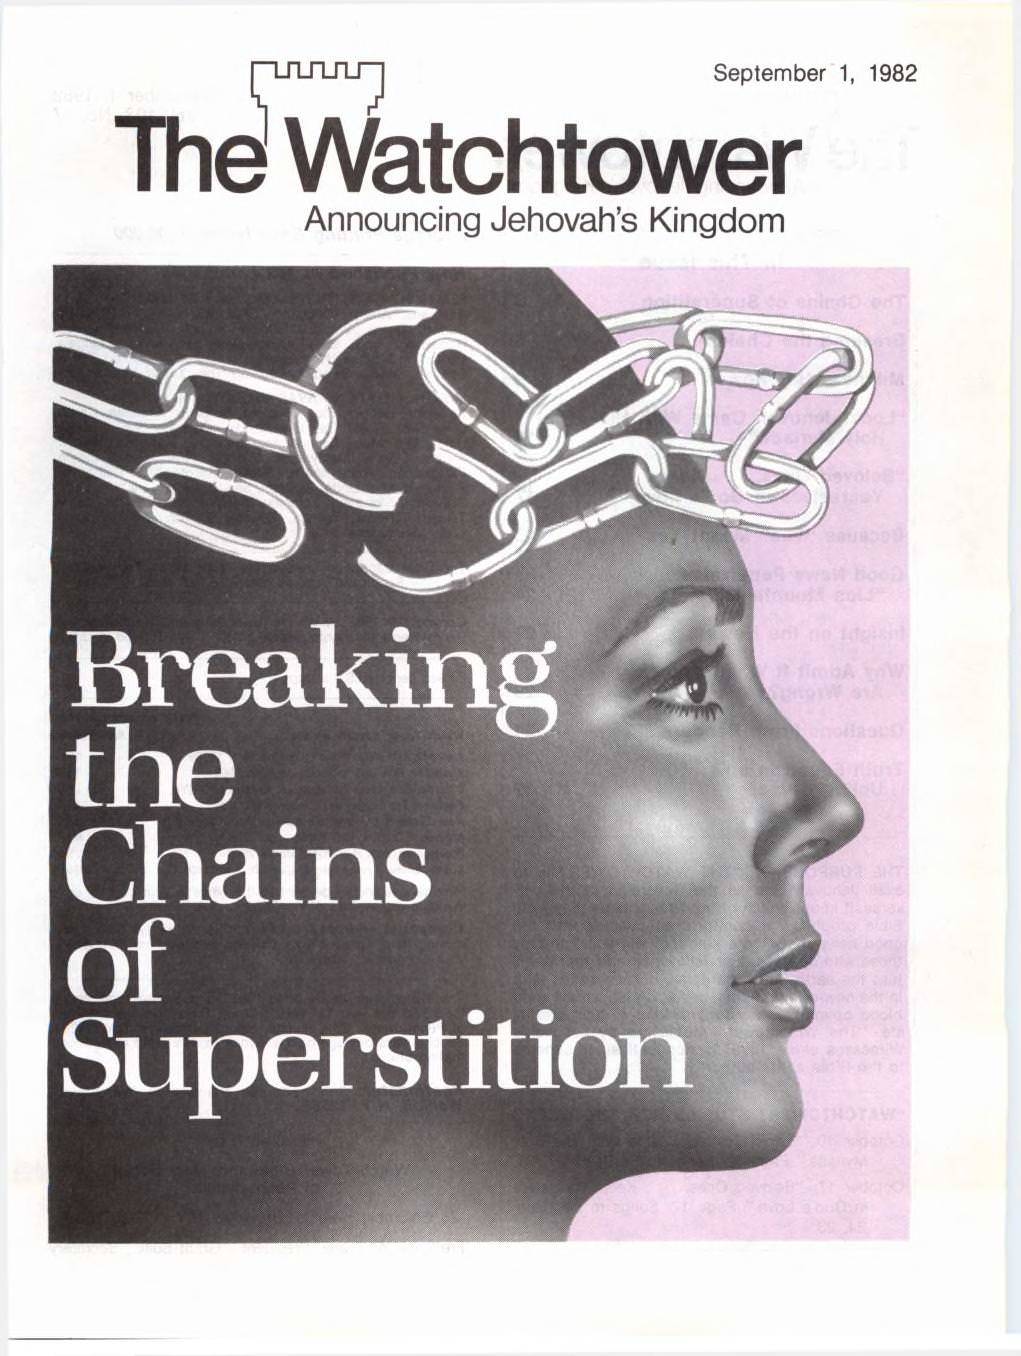 September 1, 1982
The Watchtower
Announcing Jehovah's Kingdom
Breaking
the
Chains
of
Superstition